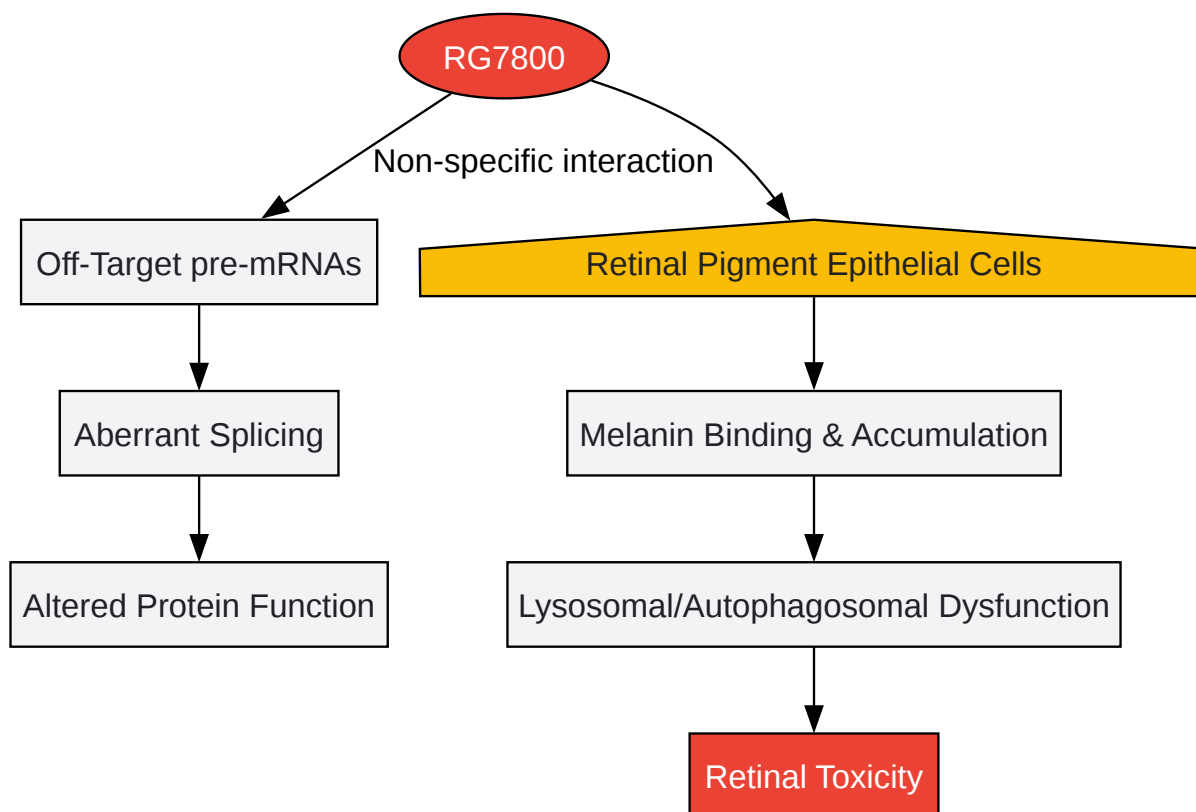 RG7800
Non-specific interaction
Off-Target pre-mRNAs
Retinal Pigment Epithelial Cells
Aberrant Splicing
Melanin Binding & Accumulation
Altered Protein Function
Lysosomal/Autophagosomal Dysfunction
Retinal Toxicity